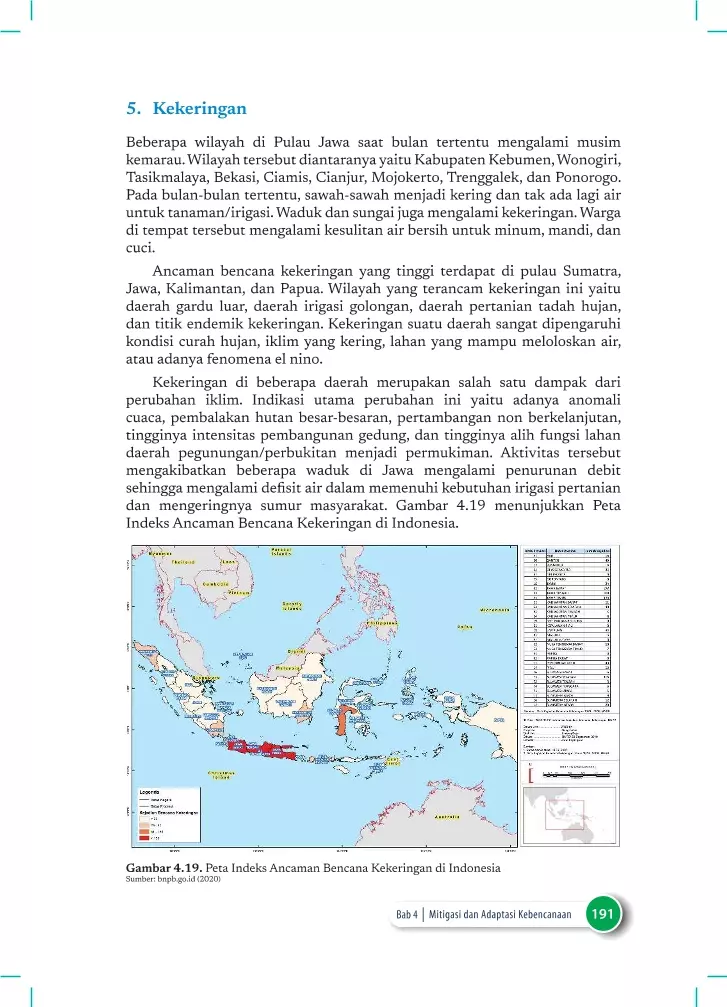 5. Kekeringan
Beberapa wilayah di Pulau Jawa saat bulan tertentu mengalami musim
kemarau. Wilayah tersebut diantaranya yaitu Kabupaten Kebumen, Wonogiri,
Tasikmalaya, Bekasi, Ciamis, Cianjur, Mojokerto, Trenggalek, dan Ponorogo.
Pada bulan-bulan tertentu, sawah-sawah menjadi kering dan tak ada lagi air
untuk tanaman/irigasi. Waduk dan sungai juga mengalami kekeringan. Warga
di tempat tersebut mengalami kesulitan air bersih untuk minum, mandi, dan
cuci.
Ancaman bencana kekeringan yang tinggi terdapat di pulau Sumatra,
Jawa, Kalimantan, dan Papua. Wilayah yang terancam kekeringan ini yaitu
daerah gardu luar, daerah irigasi golongan, daerah pertanian tadah hujan,
dan titik endemik kekeringan. Kekeringan suatu daerah sangat dipengaruhi
kondisi curah hujan, iklim yang kering, lahan yang mampu meloloskan air,
atau adanya fenomena el nino.
Kekeringan di beberapa daerah merupakan salah satu dampak dari
perubahan iklim. Indikasi utama perubahan ini yaitu adanya anomali
cuaca, pembalakan hutan besar-besaran, pertambangan non berkelanjutan,
tingginya intensitas pembangunan gedung, dan tingginya alih fungsi lahan
daerah pegunungan/perbukitan menjadi permukiman. Aktivitas tersebut
mengakibatkan beberapa waduk di Jawa mengalami penurunan debit
sehingga mengalami defisit air dalam memenuhi kebutuhan irigasi pertanian
dan mengeringnya sumur masyarakat. Gambar 4.19 menunjukkan Peta
Indeks Ancaman Bencana Kekeringan di Indonesia.
Myanmar
Thailand
Laos
Paracel
Islands
Cambodia
Vietnam
Spratly
Islands
Philippines
Micronesia
Palau
Brunei
Malaysia
Singapore
Christmas
Island
East
Timor
Australia
Legenda
Kejadian Bencana Kekeringan
Gambar 4.19. Peta Indeks Ancaman Bencana Kekeringan di Indonesia
Sumber: bnpb.go.id (2020)
Bab 4 | Mitigasi dan Adaptasi Kebencanaan
191